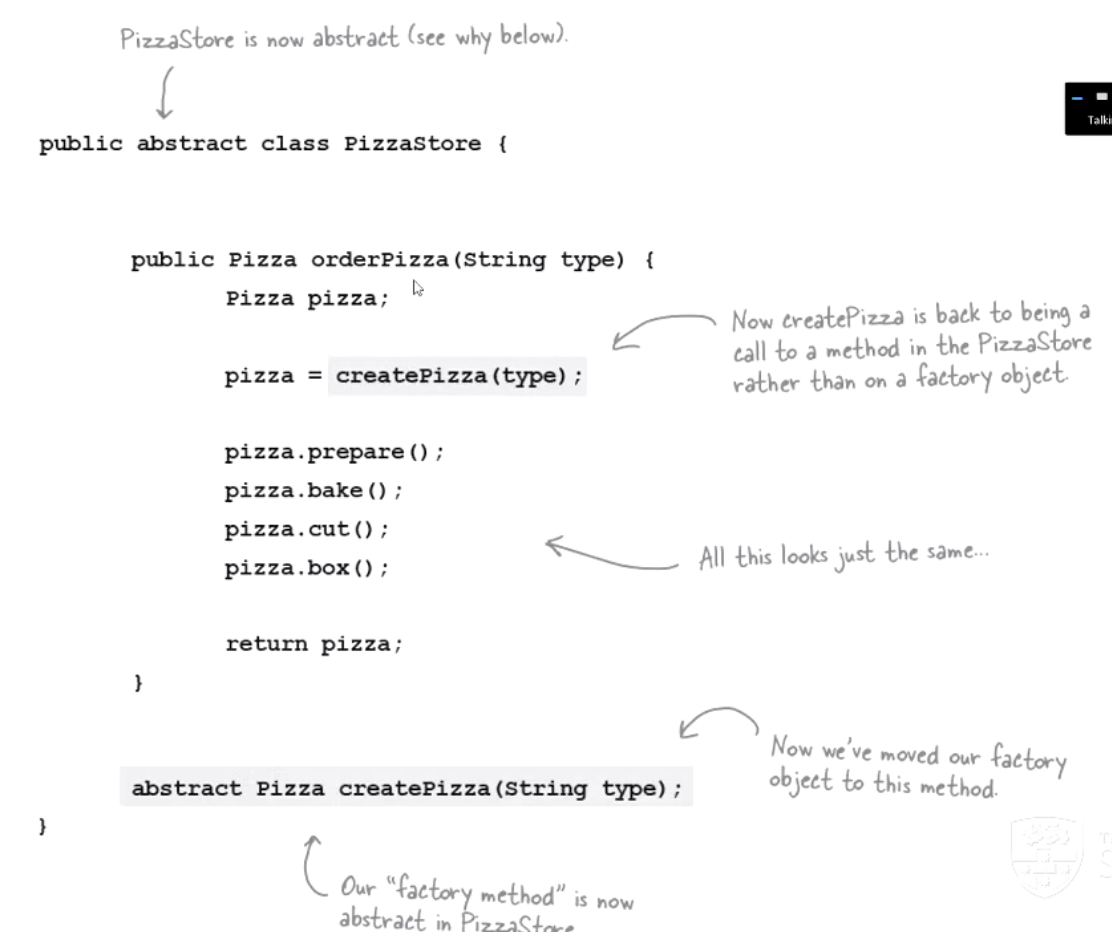 PizzaStore is now abstract (see why below).
public abstract class PizzaStore {
public Pizza orderPizza(String type) {
Pizza pizza;
pizza = createPizza(type);
Now createPizza is back to being a
call to a method in the PizzaStore
rather than on a factory object.
pizza.prepare();
pizza.bake();
pizza.cut();
pizza.box();
All this looks just the same...
return pizza;
}
Now we've moved our factory
object to this method.
abstract Pizza createPizza(String type);
}
Our "factory method" is now
abstract in PizzaStore